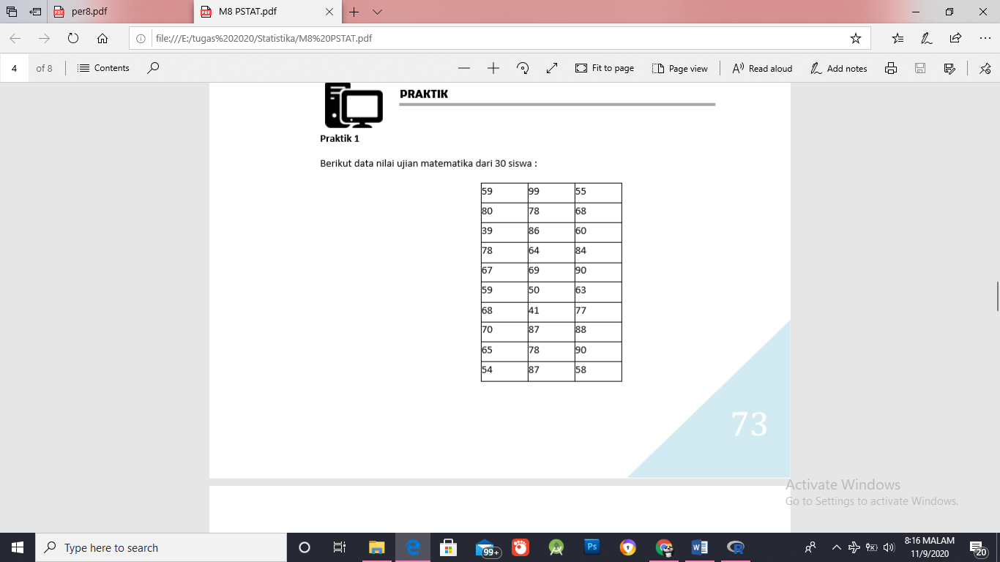 per8.pdf
M8 PSTAT.pdf
file:///E:/tugas%202020/Statistika/M8%20PSTAT.pdf
4 of 8 Contents Fit to page Page view Read aloud Add notes
PRAKTIK
Praktik 1
Berikut data nilai ujian matematika dari 30 siswa :
59 99 55
80 78 68
39 86 60
78 64 84
67 69 90
59 50 63
68 41 77
70 87 88
65 78 90
54 87 58
73
Activate Windows
Go to Settings to activate Windows.
Type here to search
99+
Ps
8:16 MALAM
11/9/2020
20